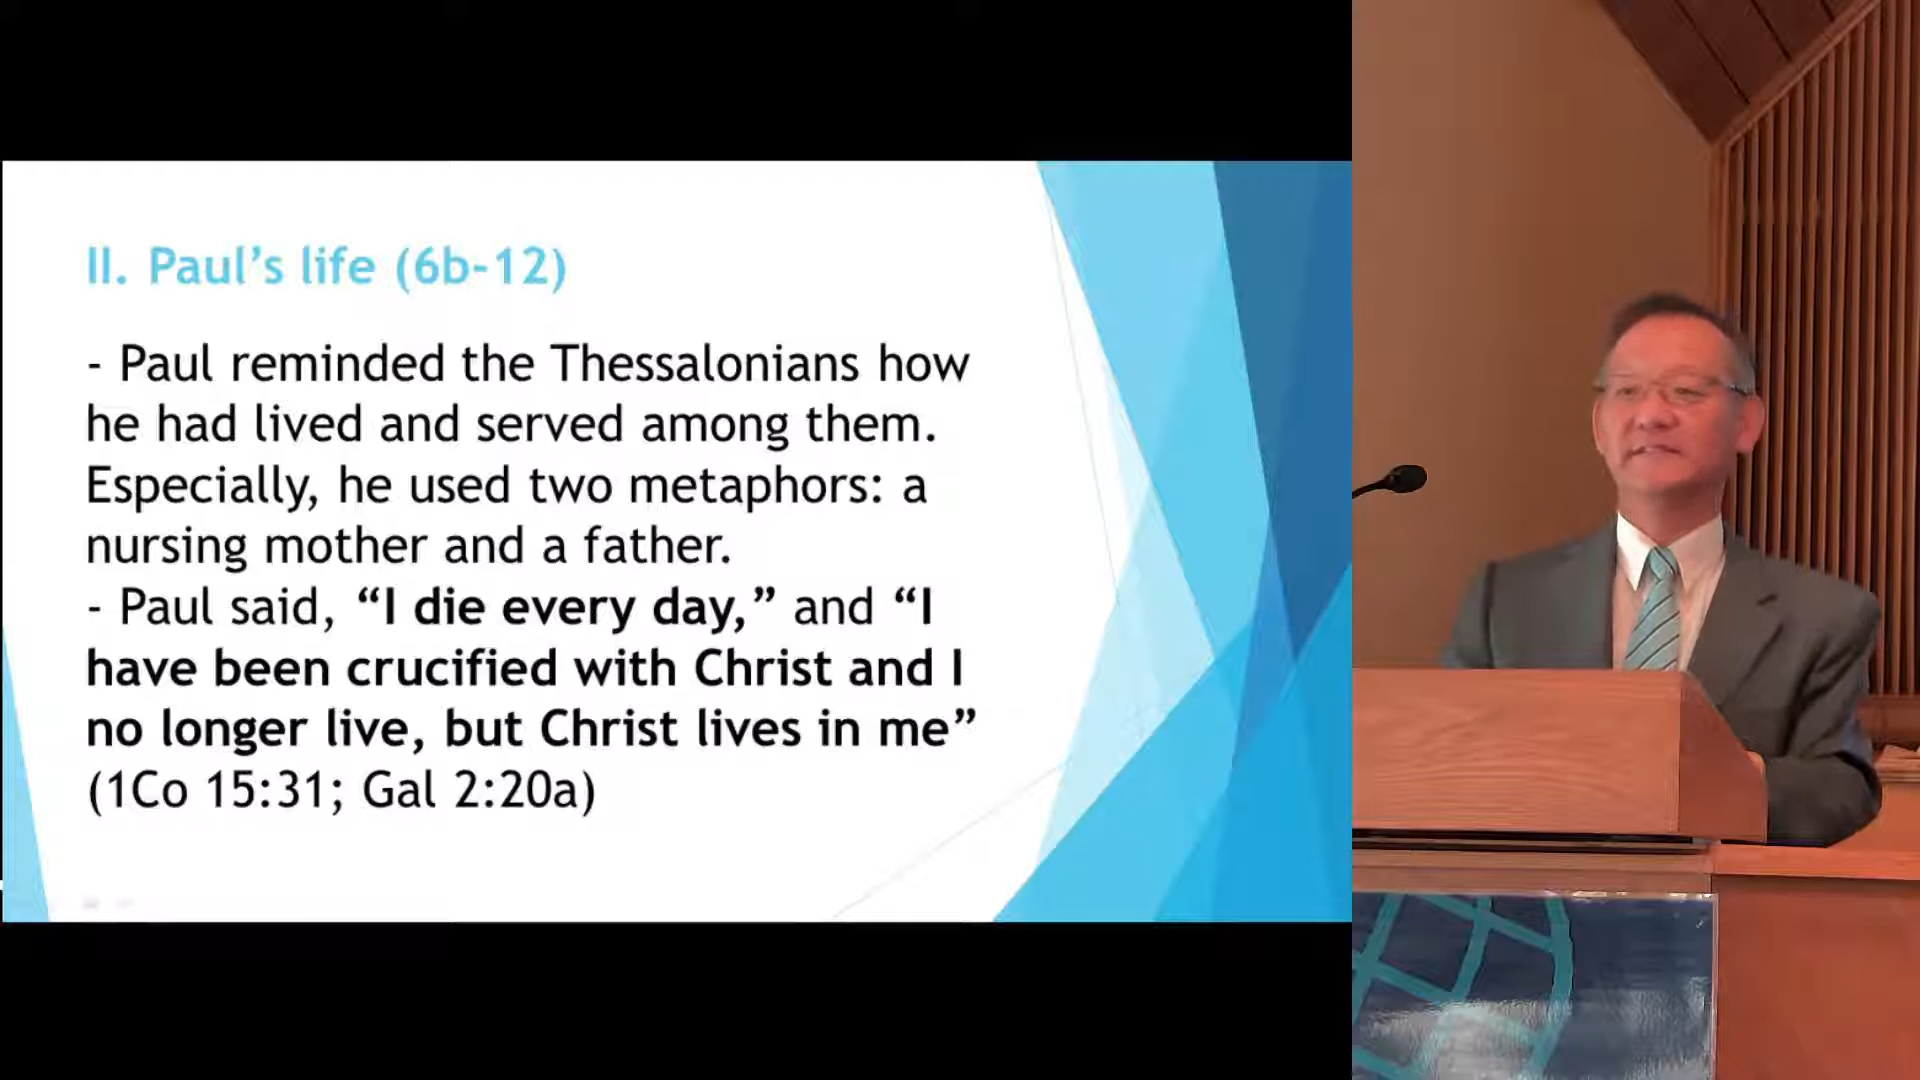 II. Paul’s life (6b-12)
- Paul reminded the Thessalonians how
he had lived and served among them.
Especially, he used two metaphors: a
nursing mother and a father.
- Paul said, “I die every day,” and “I
have been crucified with Christ and I
no longer live, but Christ lives in me”
(1Co 15:31; Gal 2:20a)